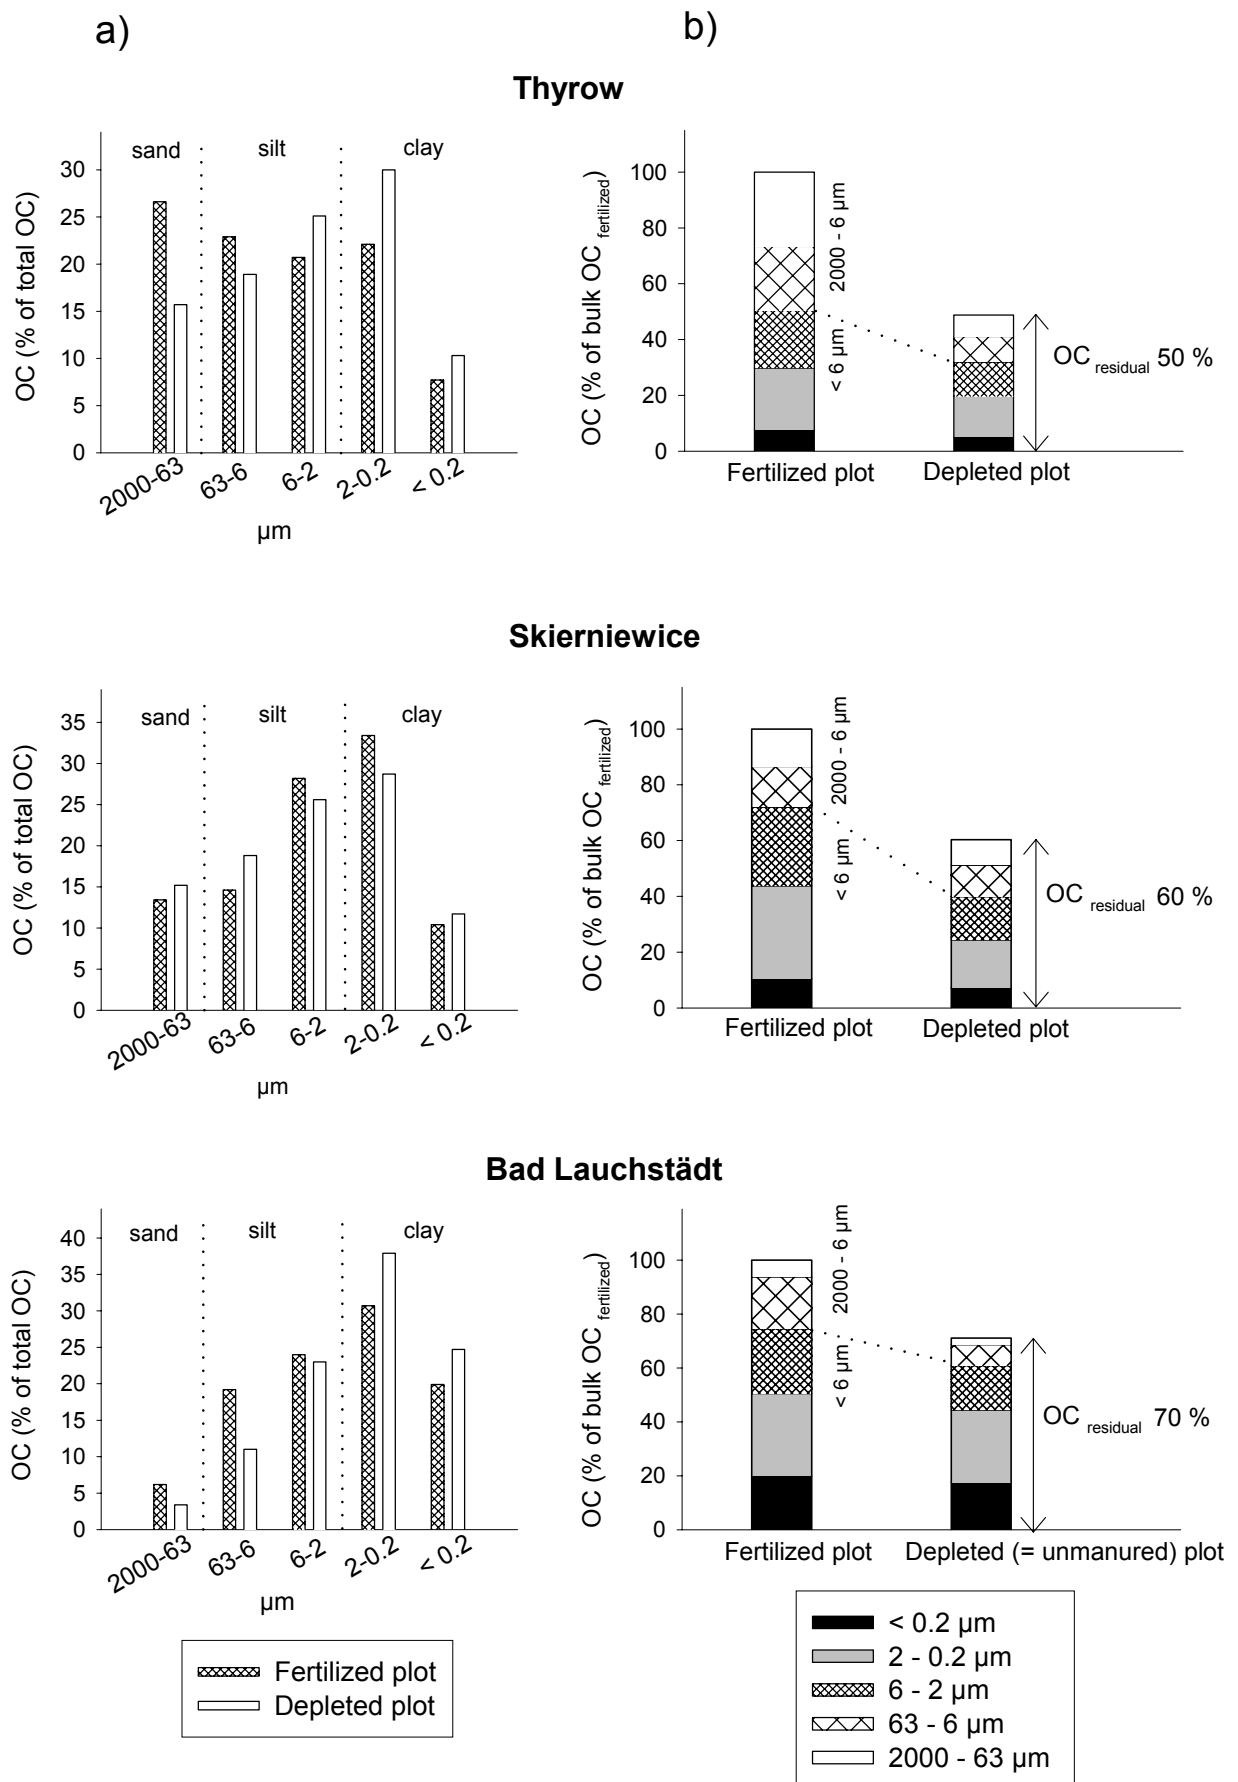 a)
b)
Thyrow
sand
silt
clay
OC (% of total OC)
30
25
20
15
10
5
0
2000-63
63-6
6-2
2-0.2
< 0.2
µm
OC (% of bulk OC fertilized)
100
80
60
40
20
0
2000 - 6 µm
< 6 µm
OC residual 50 %
Fertilized plot
Depleted plot
Skierniewice
sand
silt
clay
OC (% of total OC)
35
30
25
20
15
10
5
0
2000-63
63-6
6-2
2-0.2
< 0.2
µm
OC (% of bulk OC fertilized)
100
80
60
40
20
0
2000 - 6 µm
< 6 µm
OC residual 60 %
Fertilized plot
Depleted plot
Bad Lauchstädt
sand
silt
clay
OC (% of total OC)
40
35
30
25
20
15
10
5
0
2000-63
63-6
6-2
2-0.2
< 0.2
µm
OC (% of bulk OC fertilized)
100
80
60
40
20
0
2000 - 6 µm
< 6 µm
OC residual 70 %
Fertilized plot
Depleted (= unmanured) plot
Fertilized plot
Depleted plot
< 0.2 µm
2 - 0.2 µm
6 - 2 µm
63 - 6 µm
2000 - 63 µm